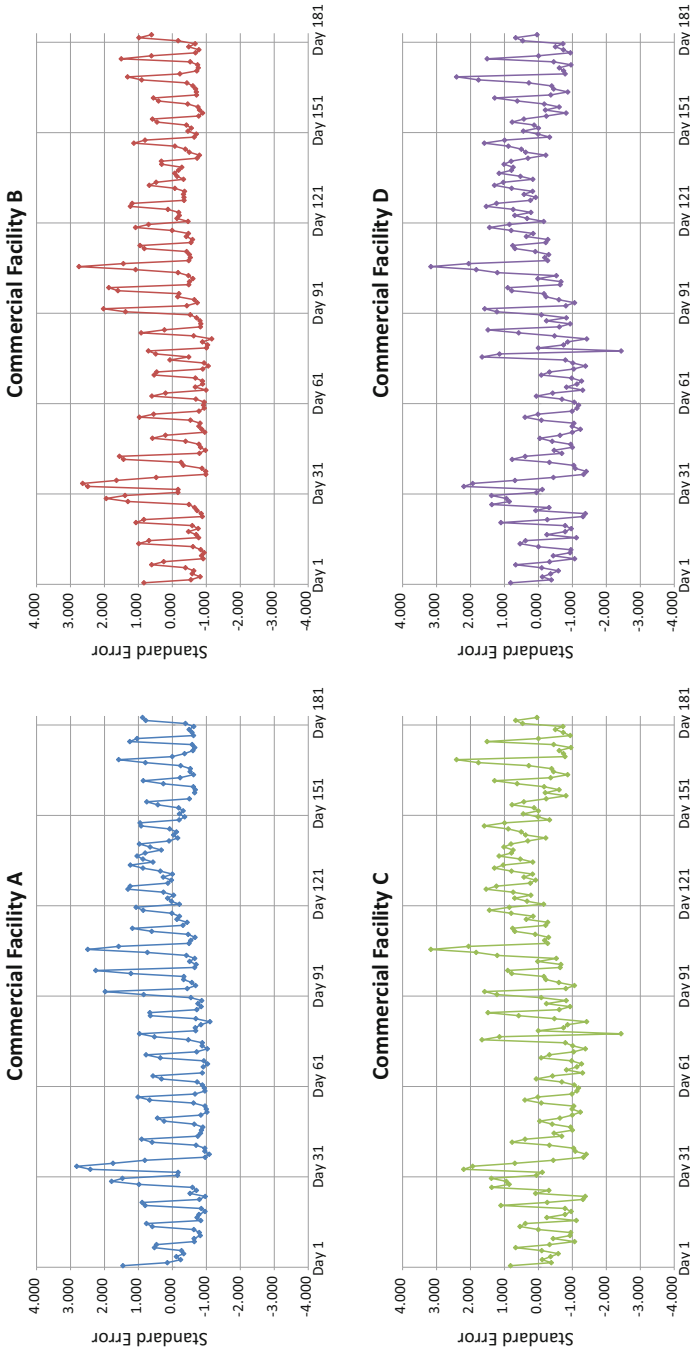 Commercial Facility A
4.000
3.000
2.000
1.000
0.000
-1.000
-2.000
-3.000
-4.000
Standard Error
Day 1
Day 31
Day 61
Day 91
Day 121
Day 151
Day 181
Commercial Facility B
4.000
3.000
2.000
1.000
0.000
-1.000
-2.000
-3.000
-4.000
Standard Error
Day 1
Day 31
Day 61
Day 91
Day 121
Day 151
Day 181
Commercial Facility C
4.000
3.000
2.000
1.000
0.000
-1.000
-2.000
-3.000
-4.000
Standard Error
Day 1
Day 31
Day 61
Day 91
Day 121
Day 151
Day 181
Commercial Facility D
4.000
3.000
2.000
1.000
0.000
-1.000
-2.000
-3.000
-4.000
Standard Error
Day 1
Day 31
Day 61
Day 91
Day 121
Day 151
Day 181